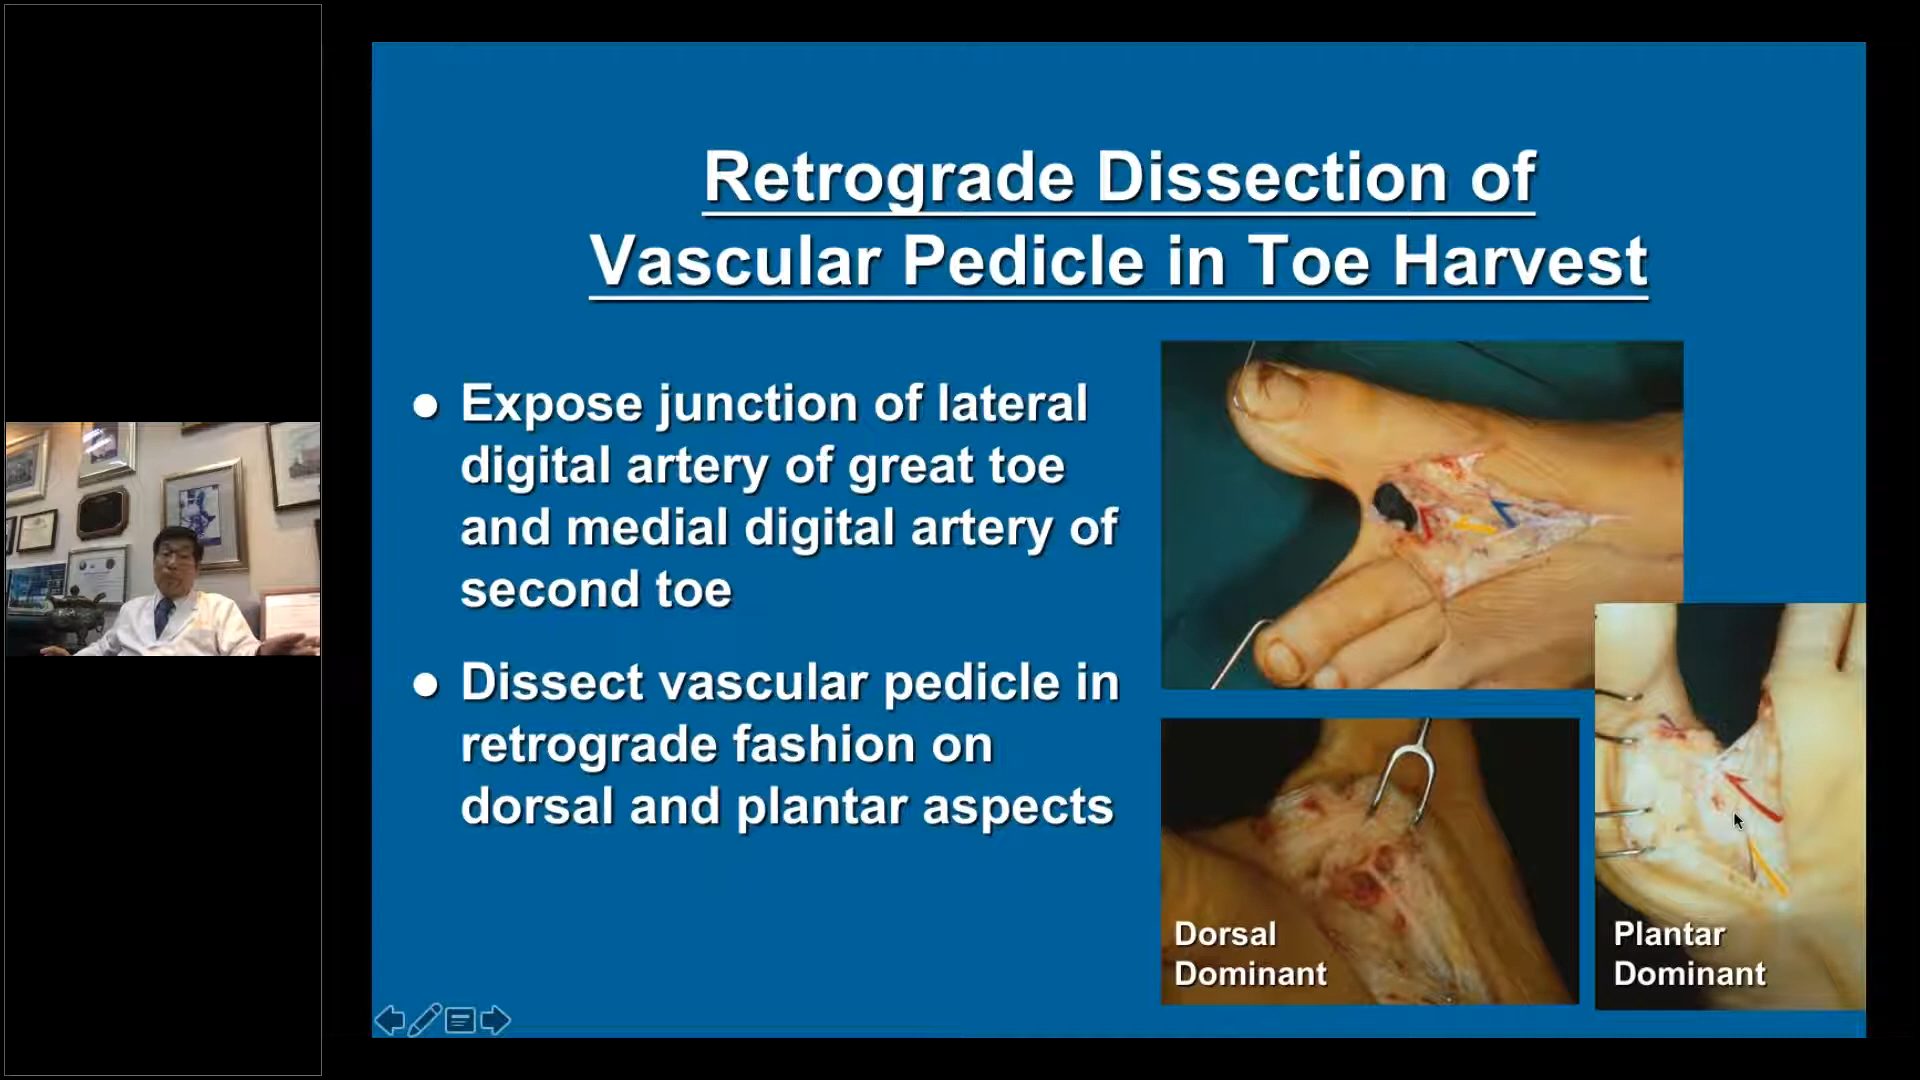 Retrograde Dissection of
Vascular Pedicle in Toe Harvest
● Expose junction of lateral
digital artery of great toe
and medial digital artery of
second toe
● Dissect vascular pedicle in
retrograde fashion on
dorsal and plantar aspects
Dorsal
Dominant
Plantar
Dominant